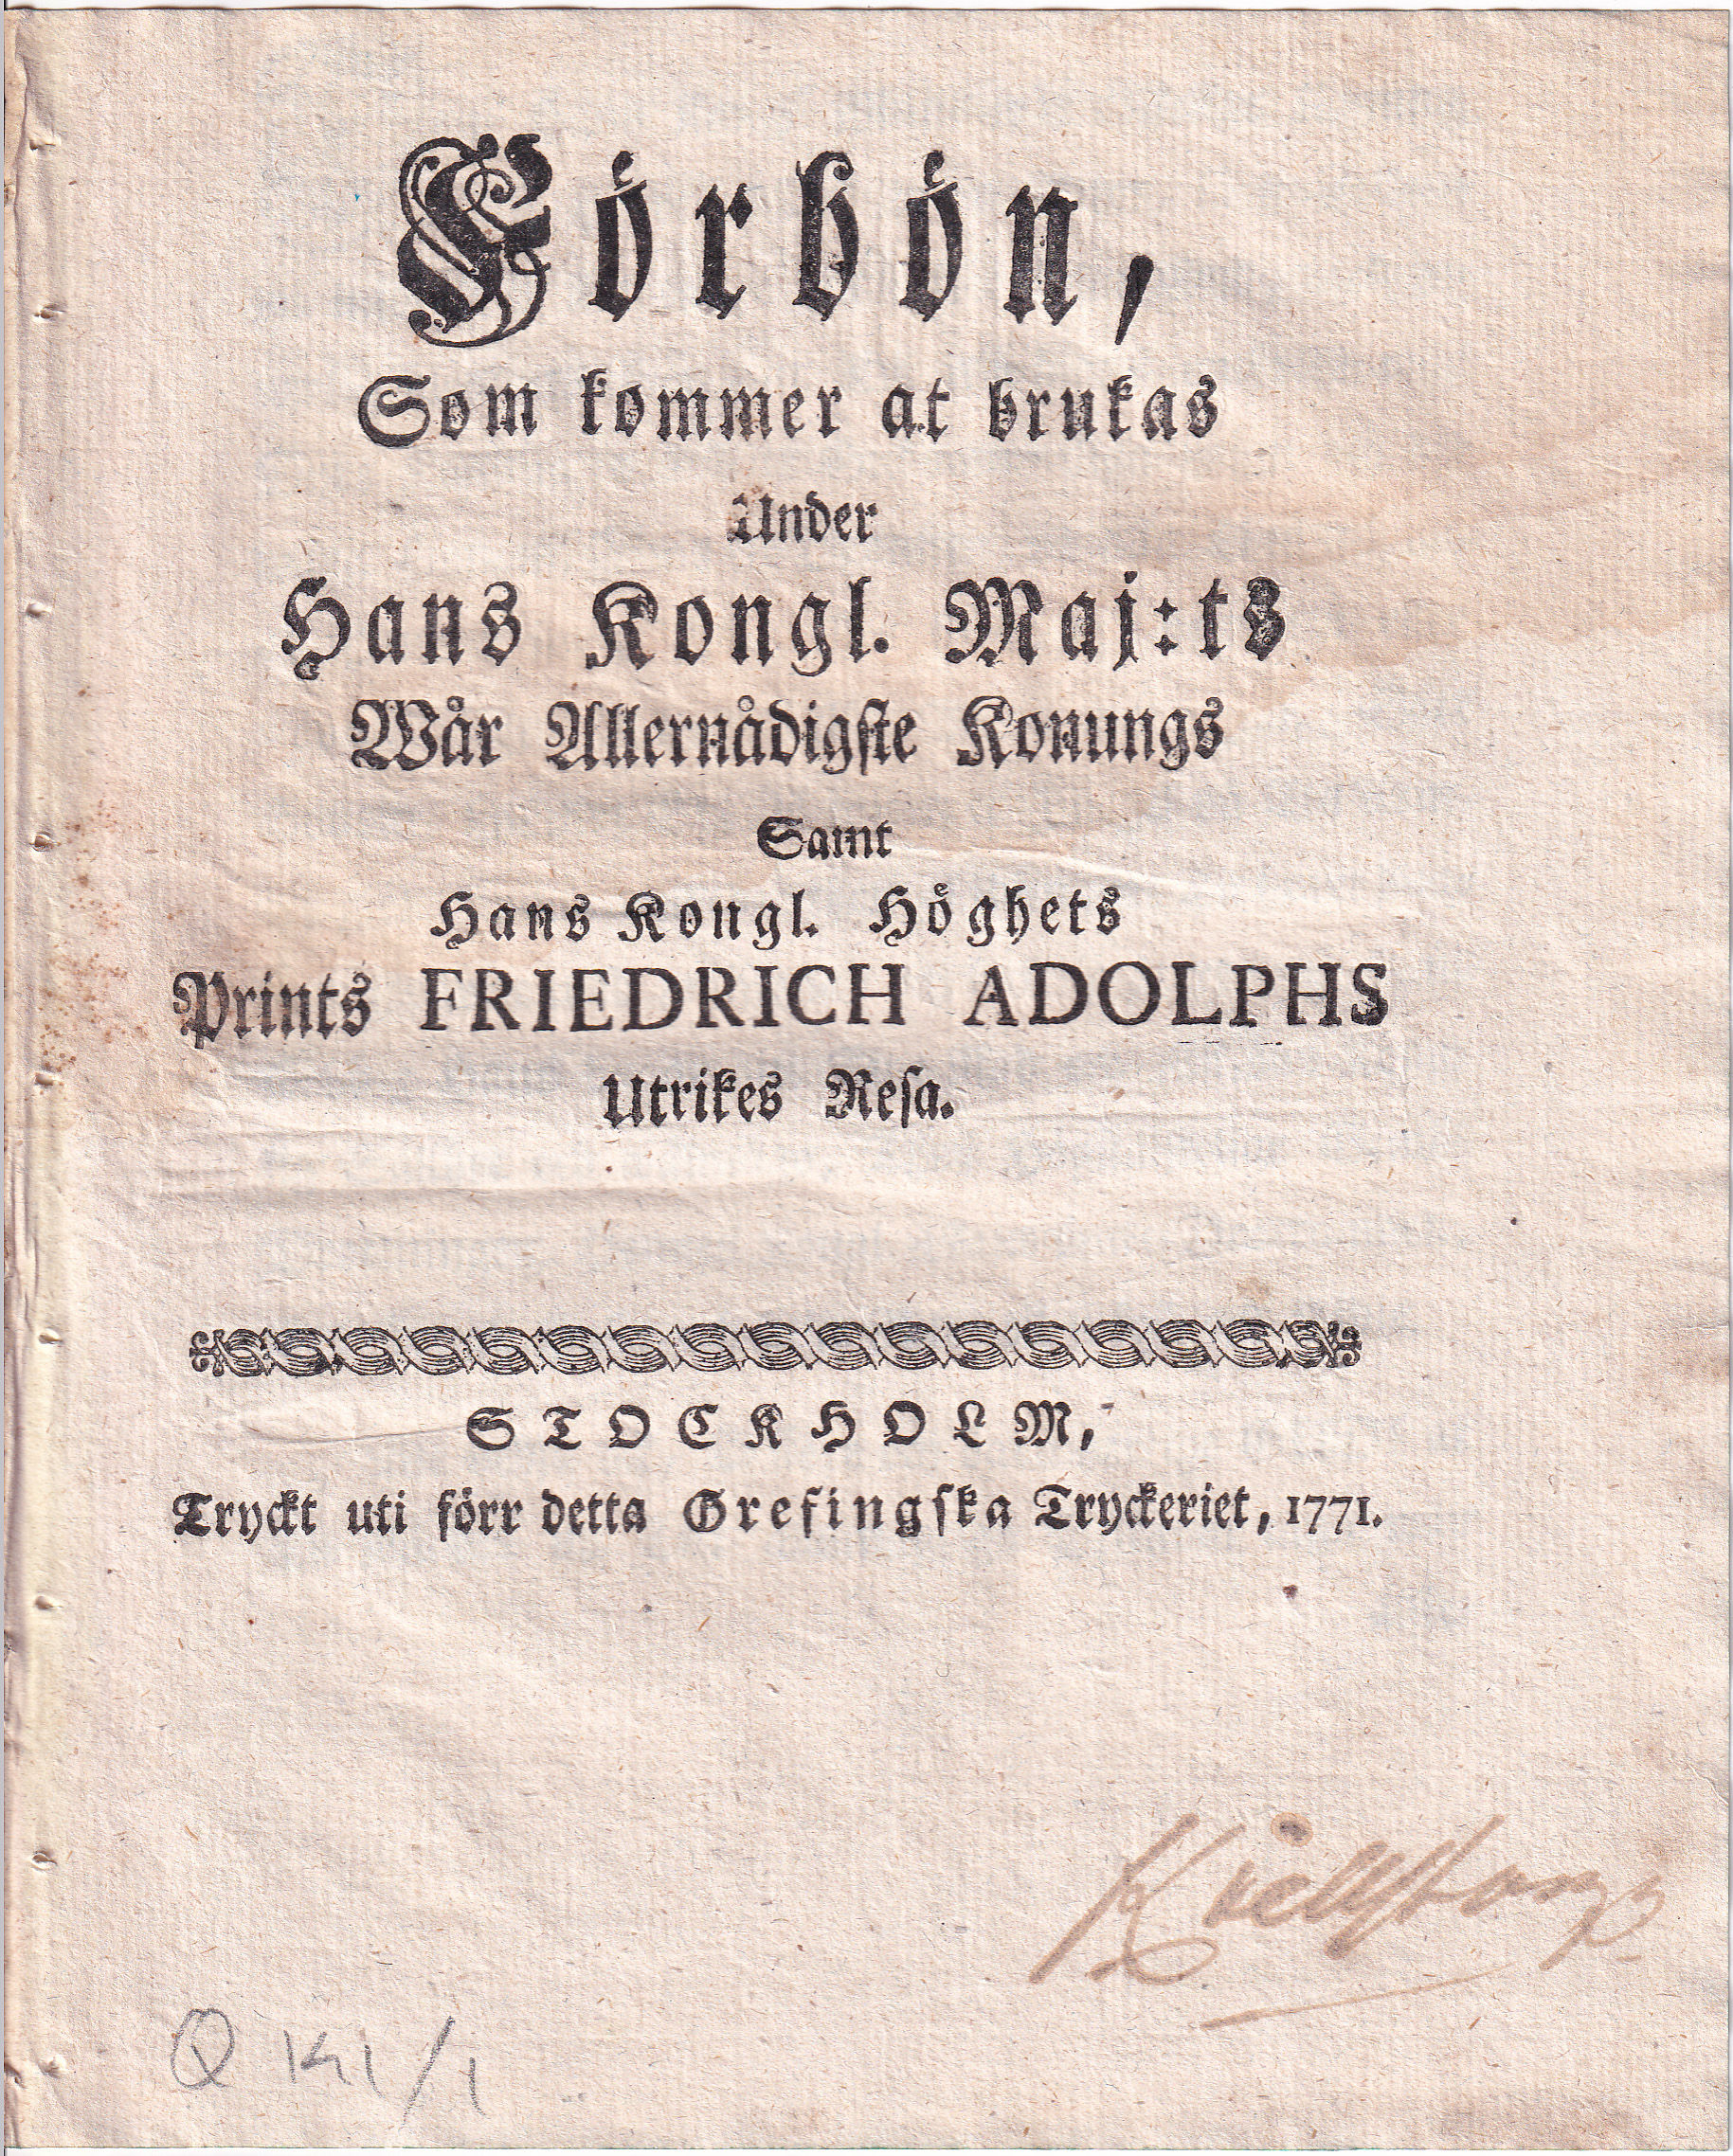 Förbön,
Som kommer at brukas
Under
Hans Kongl. Maj:ts
Wår Allernådigste Konungs
Samt
Hans Kongl. Höghets
Prints FRIEDRICH ADOLPHS
Utrikes Resa.
STOCKHOLM,
Tryckt uti förr detta Grefingska Tryckeriet, 1771.
Q